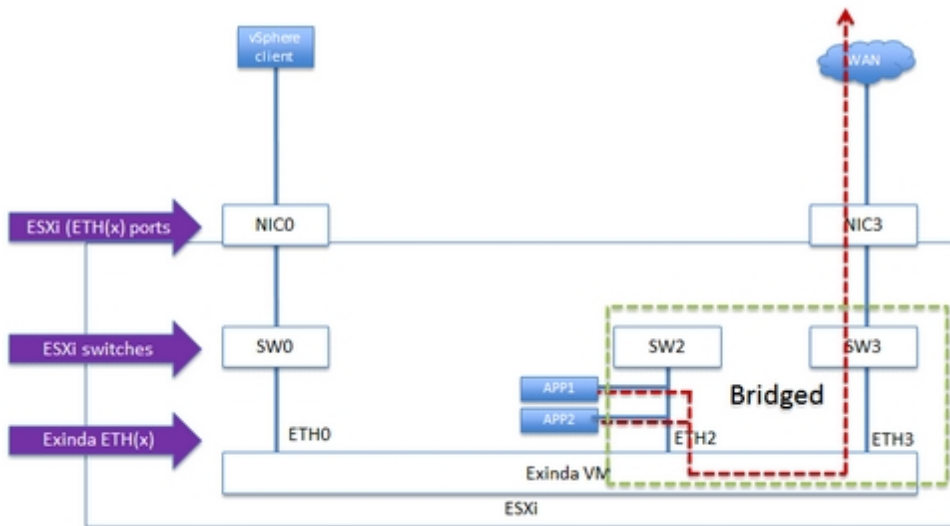 vSphere
client
WAN
ESXi (ETH(x) ports
NIC0
NIC3
ESXi switches
SW0
SW2
SW3
APP1
Bridged
APP2
Exinda ETH(x)
ETH0
ETH2
ETH3
Exinda VM
ESXi